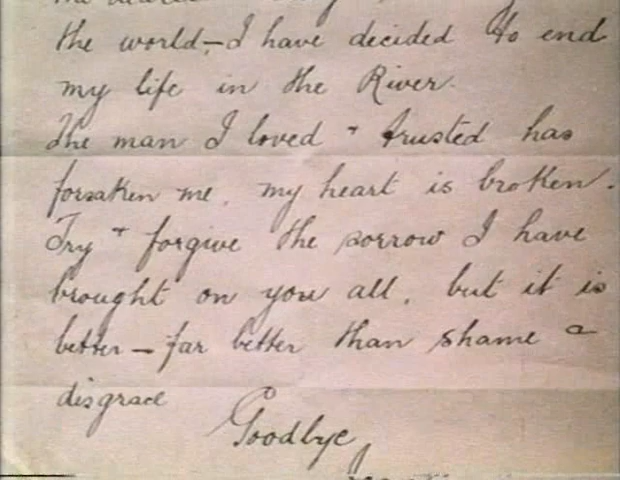 the world – I have decided to end
my life in the River.
The man I loved + trusted has
forsaken me, my heart is broken.
Try + forgive the sorrow I have
brought on you all, but it is
better – far better than shame &
disgrace
Goodbye